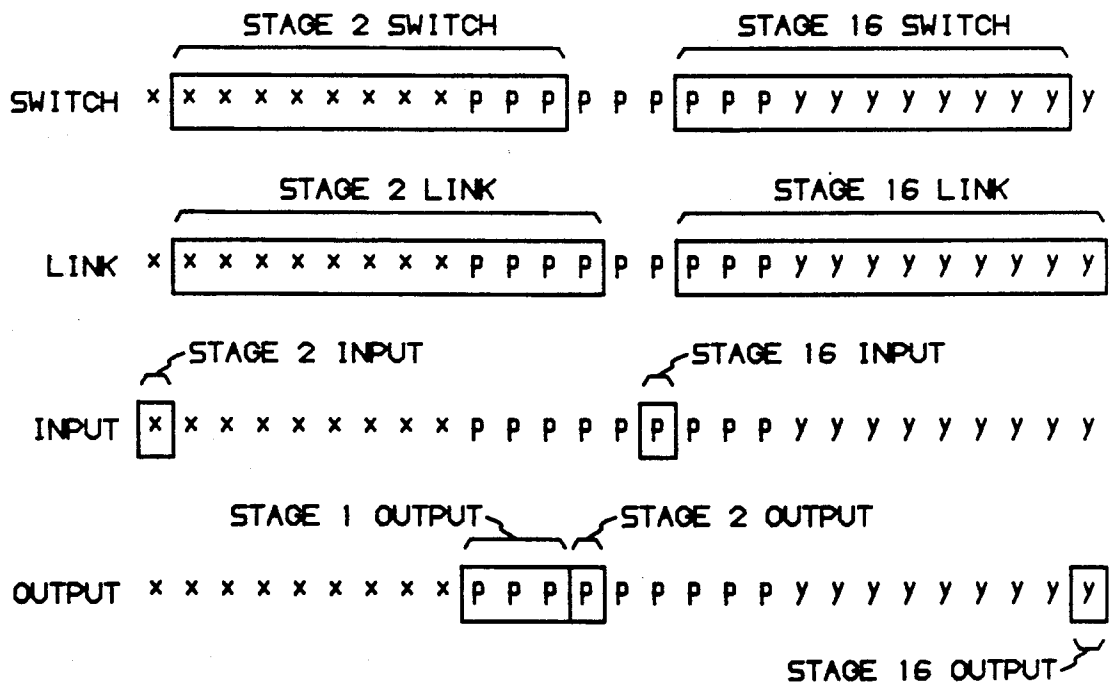 STAGE 2 SWITCH STAGE 16 SWITCH
SWITCH x x x x x x x x x p p p p p p p p p y y y y y y y y y
STAGE 2 LINK STAGE 16 LINK
LINK x x x x x x x x x p p p p p p p p p y y y y y y y y y
STAGE 2 INPUT STAGE 16 INPUT
INPUT x x x x x x x x x p p p p p p p p p y y y y y y y y y
STAGE 1 OUTPUT STAGE 2 OUTPUT
OUTPUT x x x x x x x x x p p p p p p p p p y y y y y y y y y
STAGE 16 OUTPUT